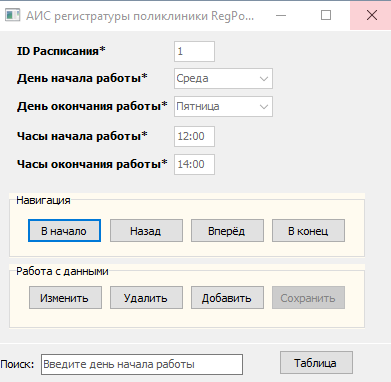 АИС регистратуры поликлиники RegPo...
ID Расписания* 1
День начала работы* Среда
День окончания работы* Пятница
Часы начала работы* 12:00
Часы окончания работы* 14:00
Навигация
В начало Назад Вперёд В конец
Работа с данными
Изменить Удалить Добавить Сохранить
Поиск: Введите день начала работы Таблица